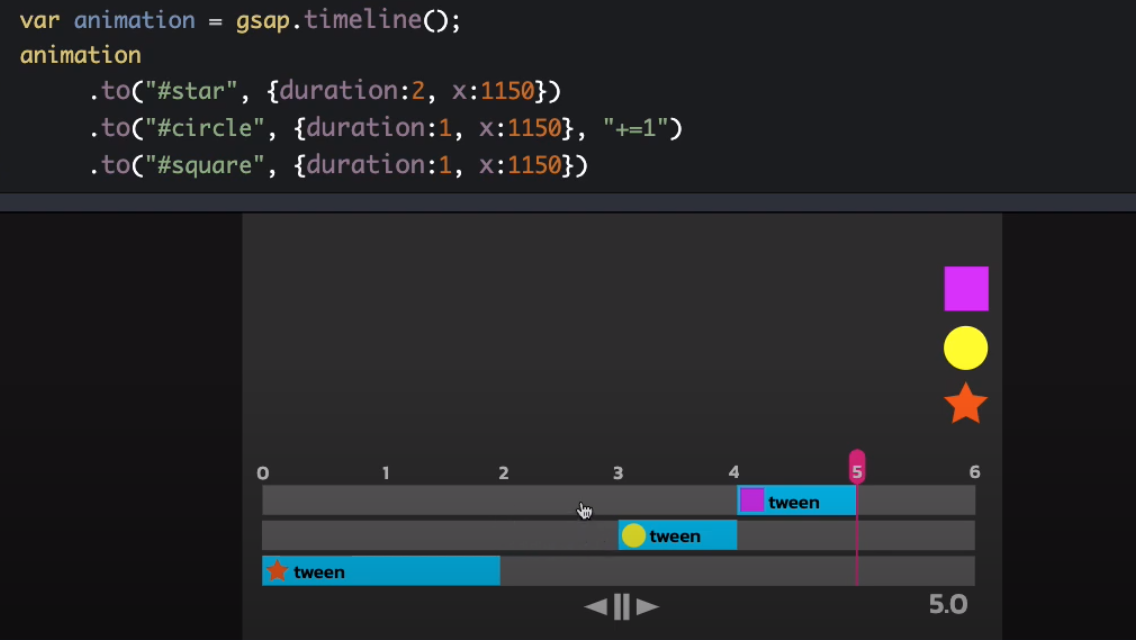 var animation = gsap.timeline();
animation
.to("#star", {duration:2, x:1150})
.to("#circle", {duration:1, x:1150}, "+=1")
.to("#square", {duration:1, x:1150})
0 1 2 3 4 5 6
tween
tween
tween
5.0